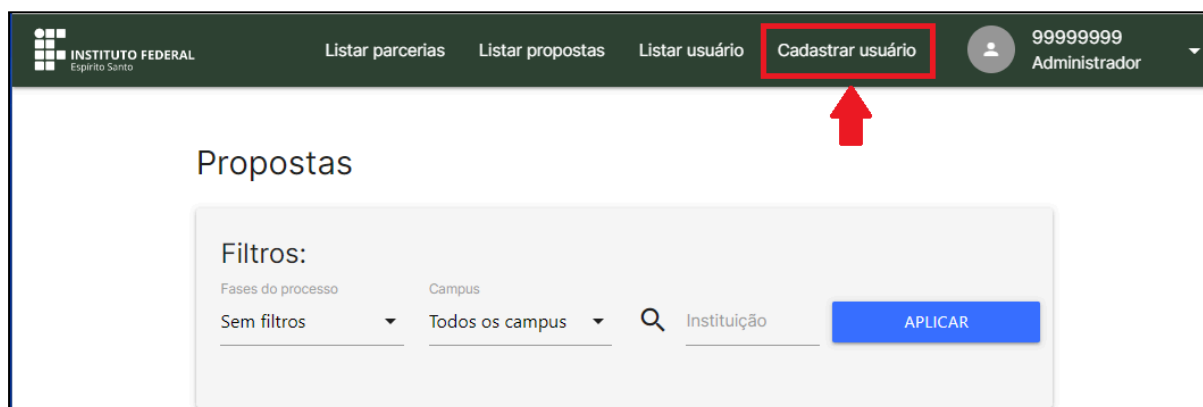 INSTITUTO FEDERAL
Espírito Santo
Listar parcerias Listar propostas Listar usuário Cadastrar usuário
99999999
Administrador
Propostas
Filtros:
Fases do processo Campus
Sem filtros Todos os campus Instituição APLICAR